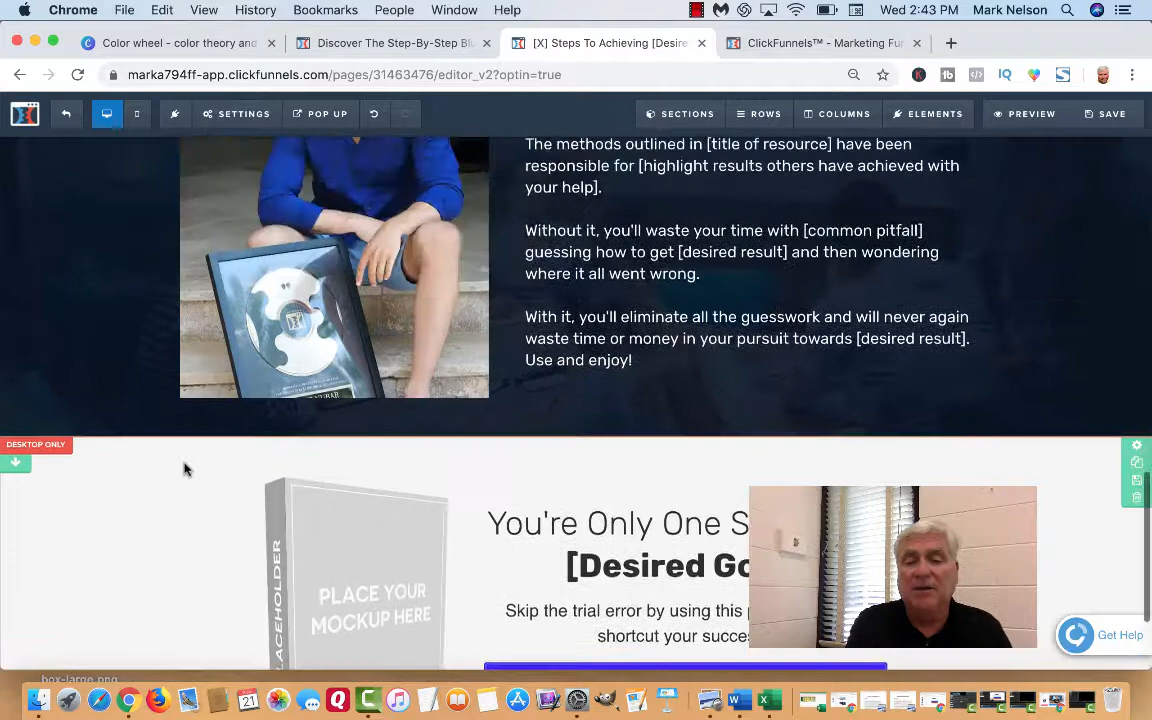 Chrome File Edit View History Bookmarks People Window Help Wed 2:43 PM Mark Nelson
Color wheel - color theory and Discover The Step-By-Step Blu [X] Steps To Achieving [Desire ClickFunnels™ - Marketing Fun
marka794ff-app.clickfunnels.com/pages/31463476/editor_v2?optin=true
SETTINGS POP UP SECTIONS ROWS COLUMNS ELEMENTS PREVIEW SAVE
The methods outlined in [title of resource] have been
responsible for [highlight results others have achieved with
your help].
Without it, you'll waste your time with [common pitfall]
guessing how to get [desired result] and then wondering
where it all went wrong.
With it, you'll eliminate all the guesswork and will never again
waste time or money in your pursuit towards [desired result].
Use and enjoy!
DESKTOP ONLY
You're Only One S
[Desired Go
PLACE YOUR
MOCKUP HERE
Skip the trial error by using this
shortcut your succes
Get Help
box-large.png